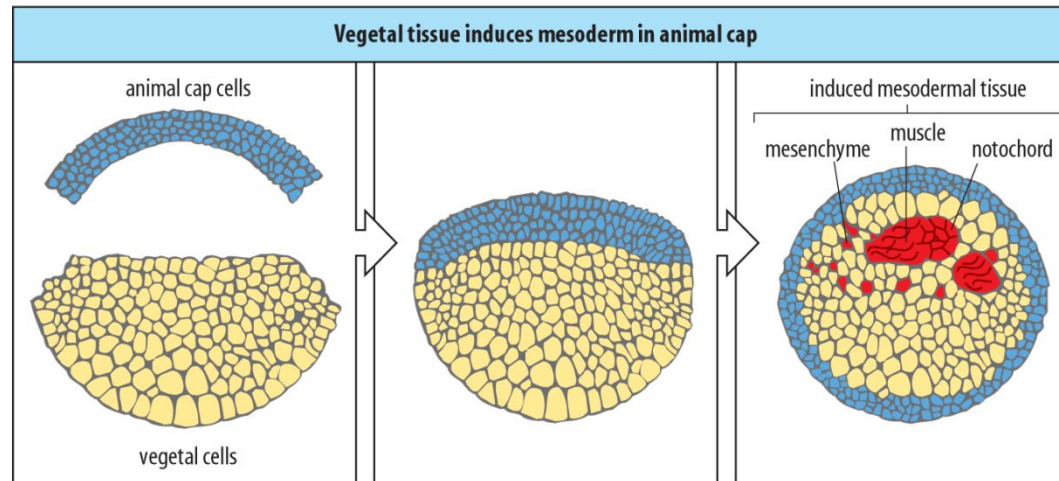 Vegetal tissue induces mesoderm in animal cap
animal cap cells
vegetal cells
induced mesodermal tissue
muscle
mesenchyme
notochord